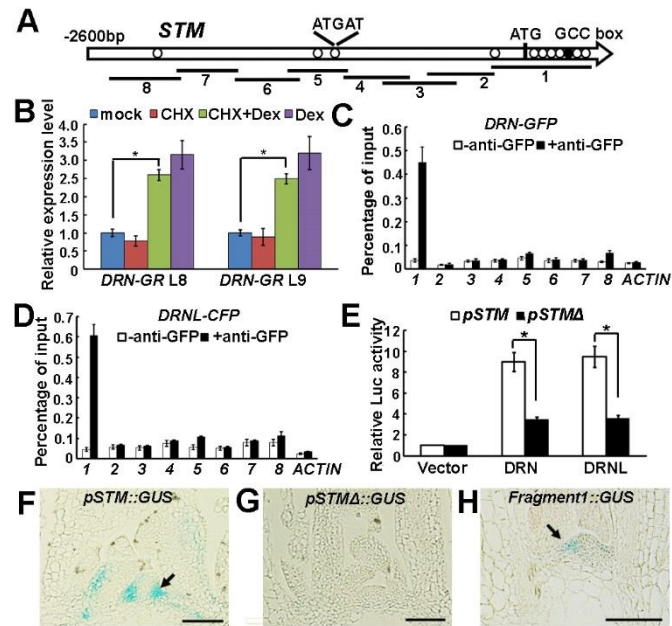 A
-2600bp STM ATGAT ATG GCC box
8 7 6 5 4 3 2 1
B
mock CHX CHX+Dex Dex
Relative expression level
4.0
3.5
3.0
2.5
2.0
1.5
1.0
0.5
0.0
* *
DRN-GR L8 DRN-GR L9
C
DRN-GFP
-anti-GFP +anti-GFP
Percentage of input
0.6
0.5
0.4
0.3
0.2
0.1
0
1 2 3 4 5 6 7 8 ACTIN
D
DRNL-CFP
-anti-GFP +anti-GFP
Percentage of input
0.7
0.6
0.5
0.4
0.3
0.2
0.1
0.0
1 2 3 4 5 6 7 8 ACTIN
E
pSTM pSTMΔ
Relative Luc activity
12
10
8
6
4
2
0
* *
Vector DRN DRNL
F pSTM::GUS
G pSTMΔ::GUS
H Fragment1::GUS